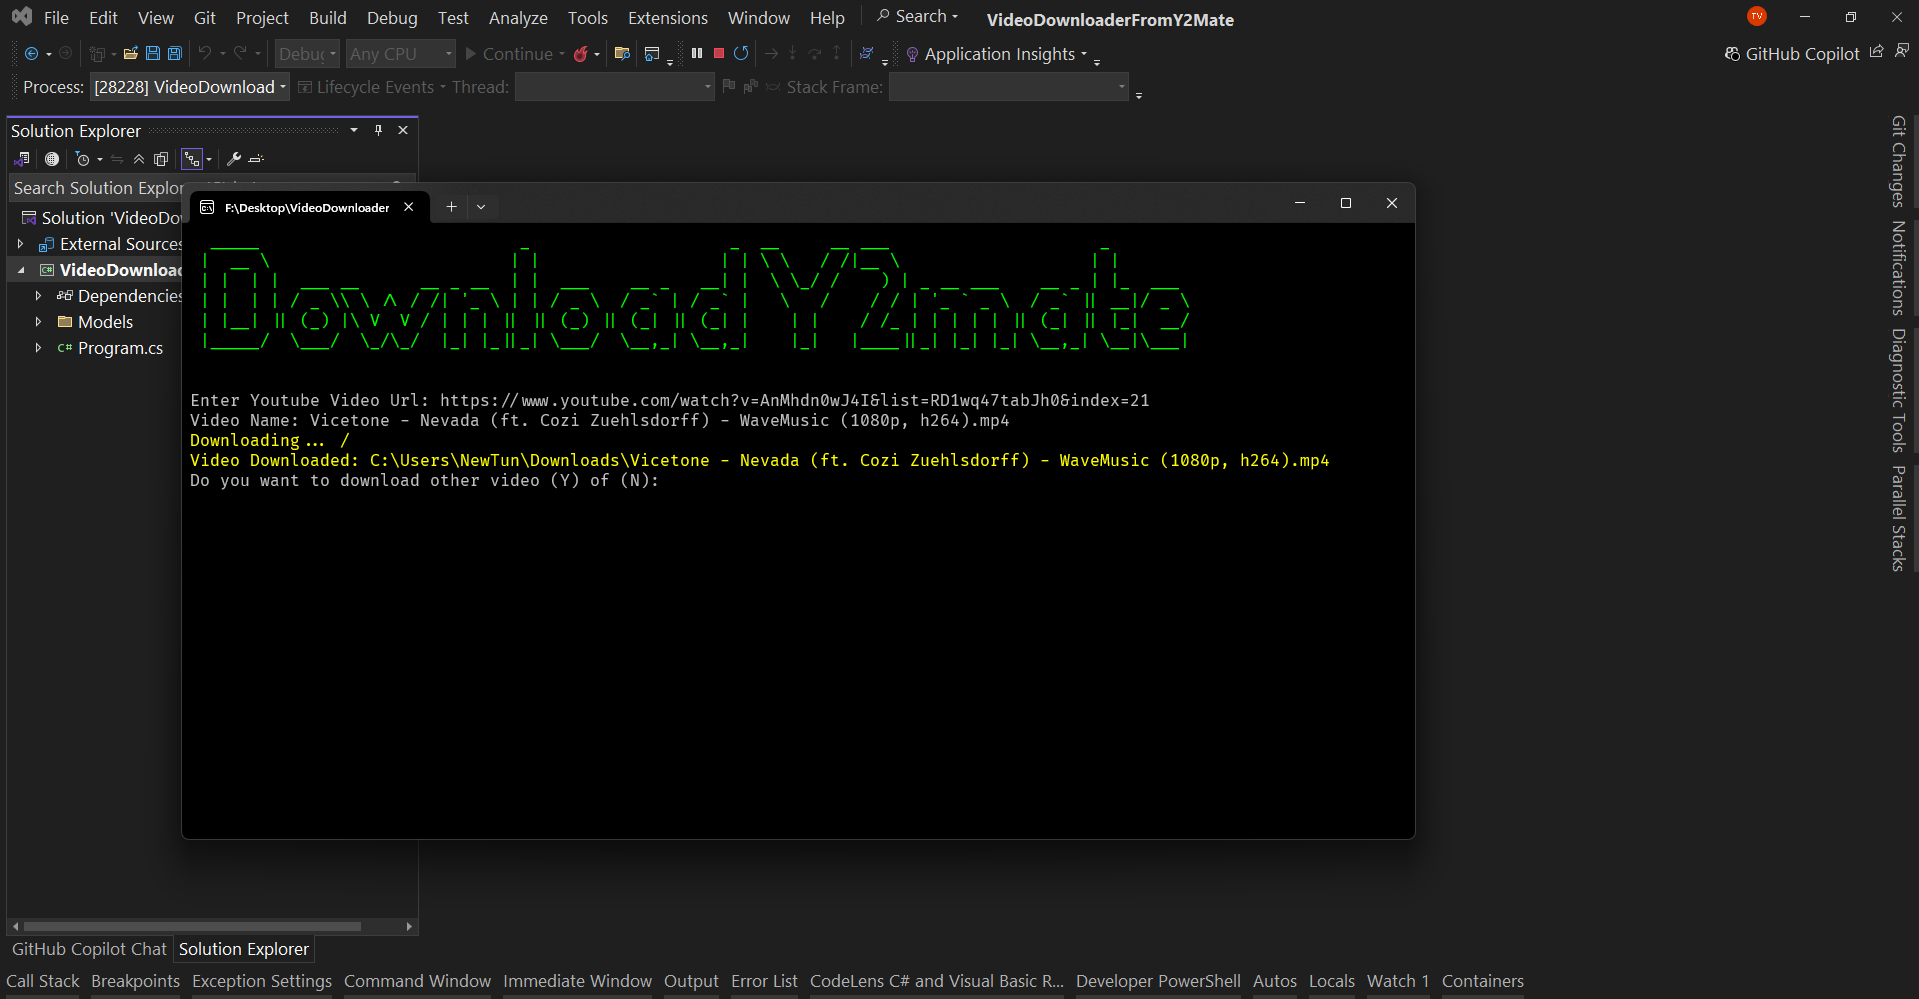 File Edit View Git Project Build Debug Test Analyze Tools Extensions Window Help Search VideoDownloaderFromY2Mate TV
Debug Any CPU Continue Application Insights GitHub Copilot
Process: [28228] VideoDownload Lifecycle Events Thread: Stack Frame:
Solution Explorer
Search Solution Explor
Solution 'VideoDo
External Sources
VideoDownload
Dependencies
Models
C# Program.cs
F:\Desktop\VideoDownloader
DownloadY2mate
Enter Youtube Video Url: https://www.youtube.com/watch?v=AnMhdn0wJ4I&list=RD1wq47tabJh0&index=21
Video Name: Vicetone - Nevada (ft. Cozi Zuehlsdorff) - WaveMusic (1080p, h264).mp4
Downloading... /
Video Downloaded: C:\Users\NewTun\Downloads\Vicetone - Nevada (ft. Cozi Zuehlsdorff) - WaveMusic (1080p, h264).mp4
Do you want to download other video (Y) of (N):
Git Changes
Notifications
Diagnostic Tools
Parallel Stacks
GitHub Copilot Chat Solution Explorer
Call Stack Breakpoints Exception Settings Command Window Immediate Window Output Error List CodeLens C# and Visual Basic R... Developer PowerShell Autos Locals Watch 1 Containers